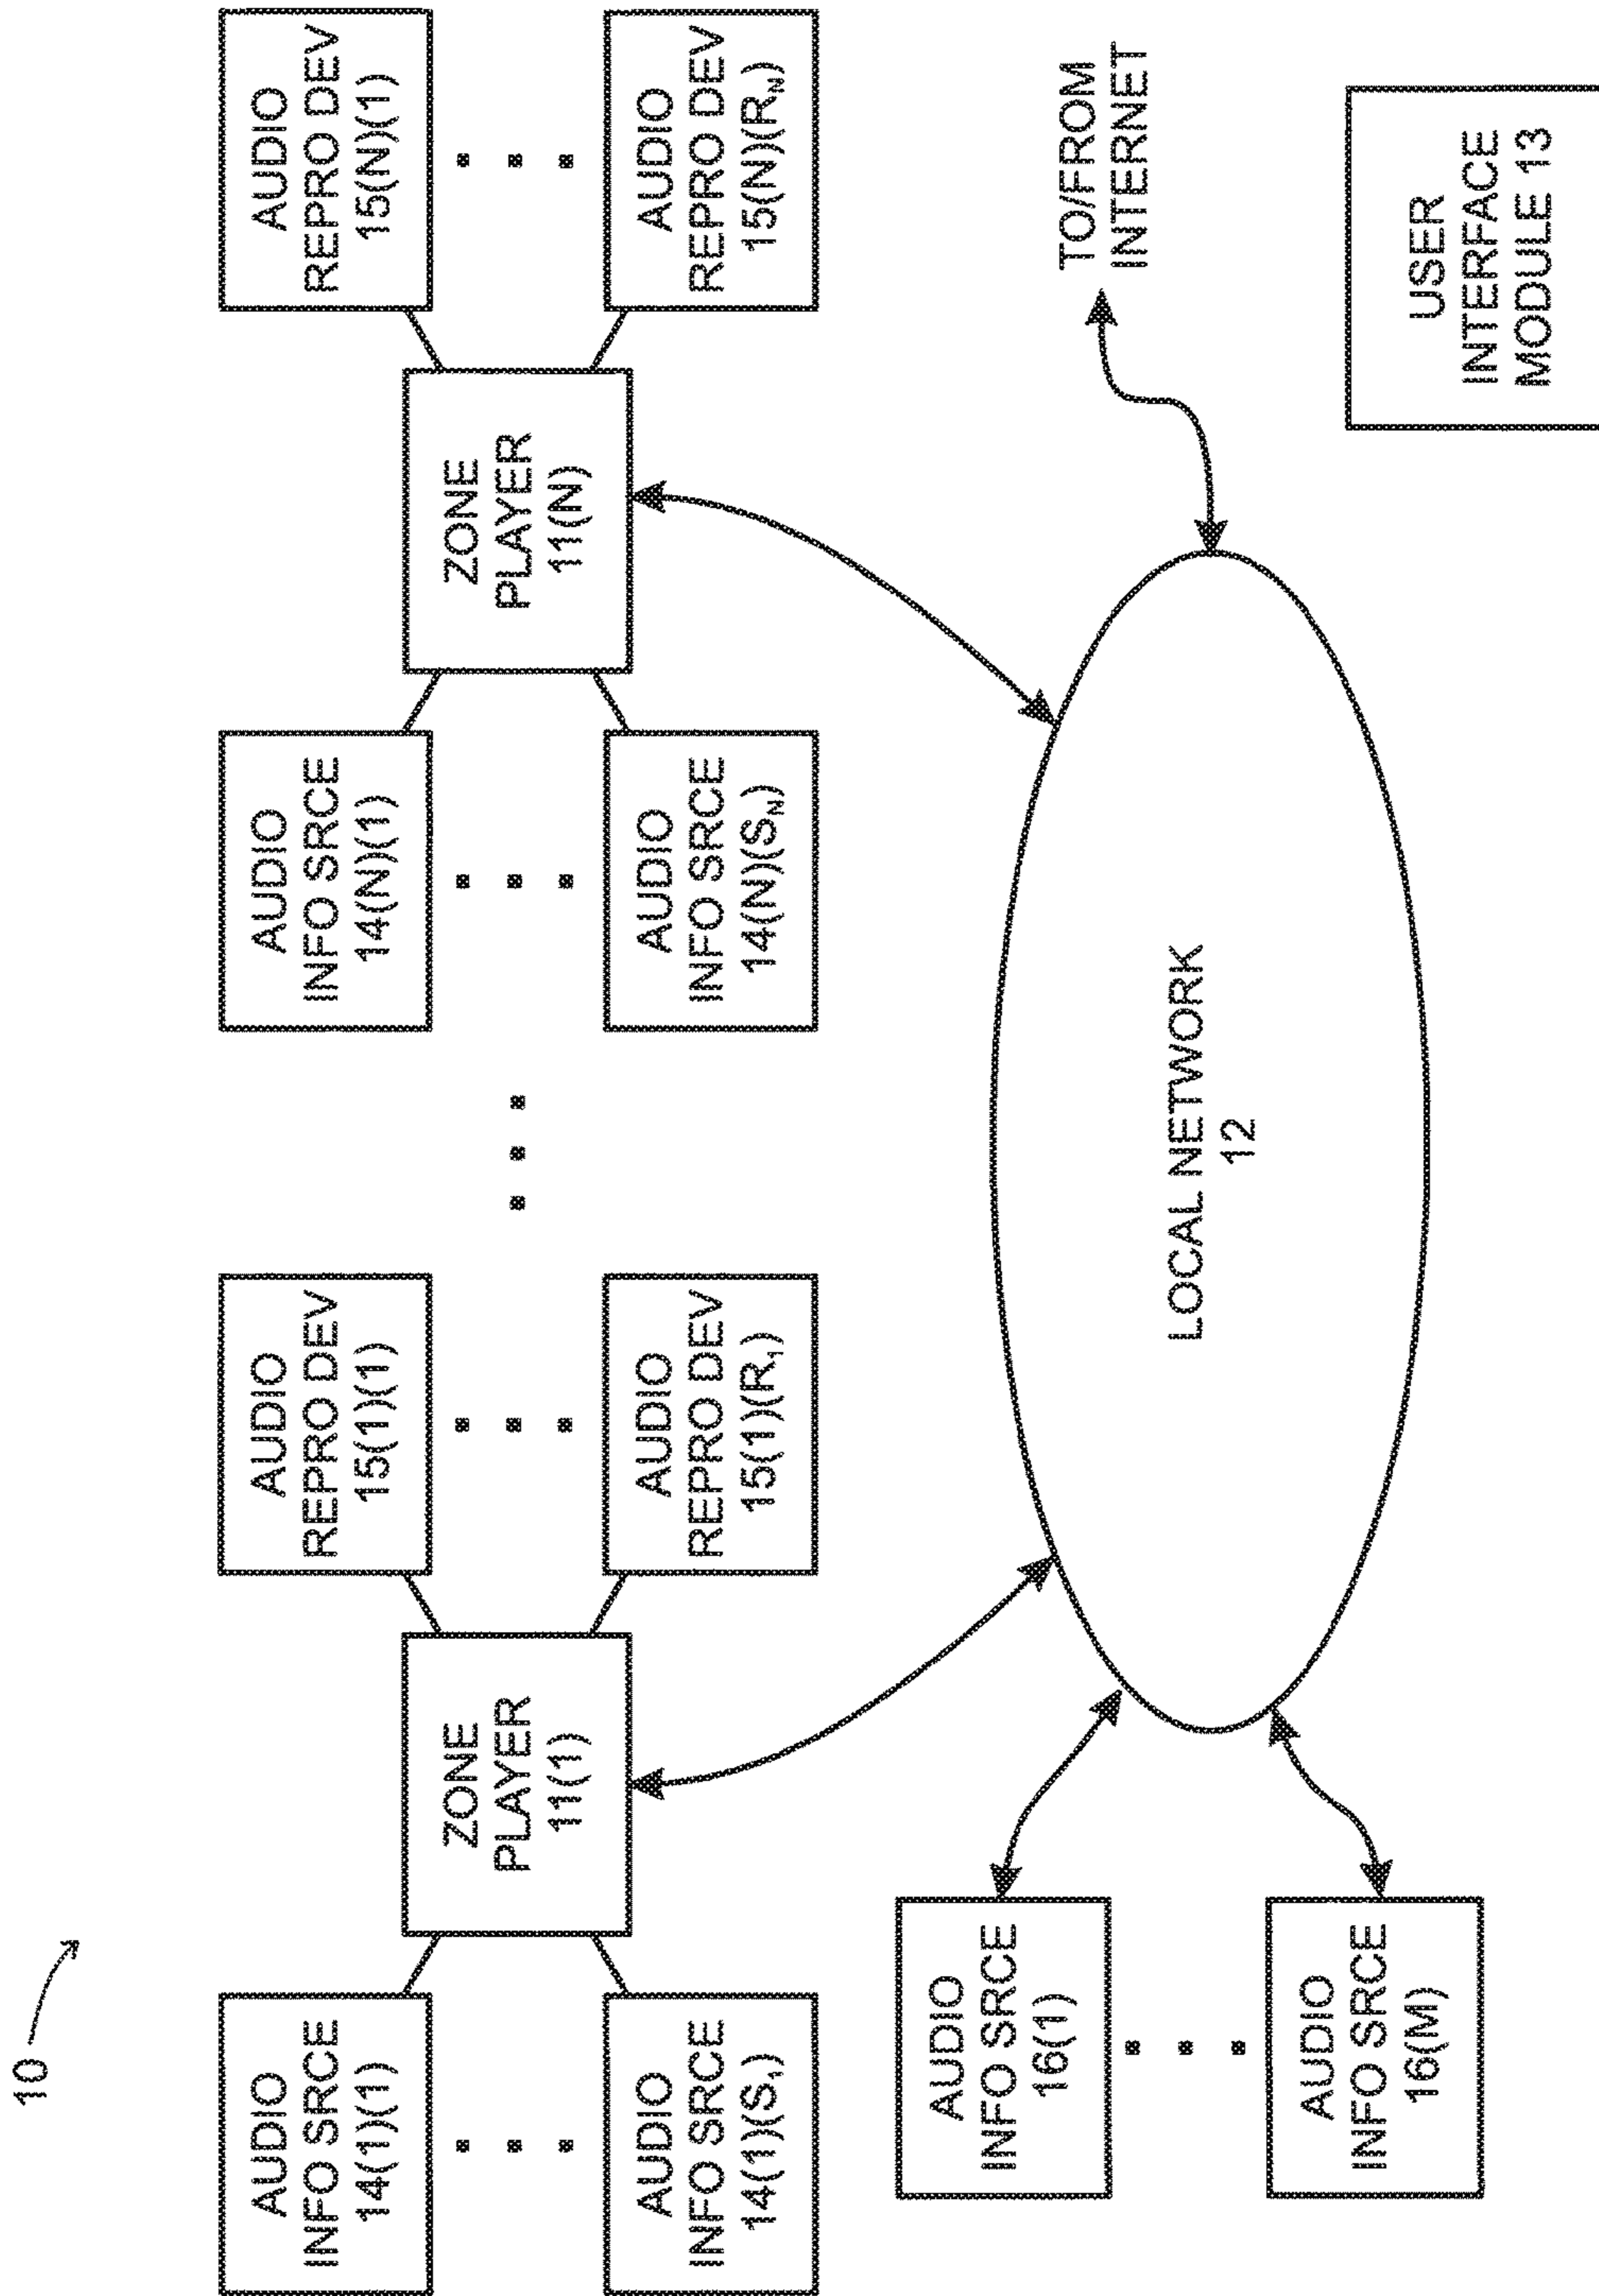 10
AUDIO
INFO SRCE
14(1)(1)
AUDIO
INFO SRCE
14(1)(S₁)
ZONE
PLAYER
11(1)
AUDIO
REPRO DEV
15(1)(1)
AUDIO
REPRO DEV
15(1)(R₁)
AUDIO
INFO SRCE
14(N)(1)
AUDIO
INFO SRCE
14(N)(S_N)
ZONE
PLAYER
11(N)
AUDIO
REPRO DEV
15(N)(1)
AUDIO
REPRO DEV
15(N)(R_N)
AUDIO
INFO SRCE
16(1)
AUDIO
INFO SRCE
16(M)
LOCAL NETWORK
12
TO/FROM
INTERNET
USER
INTERFACE
MODULE 13